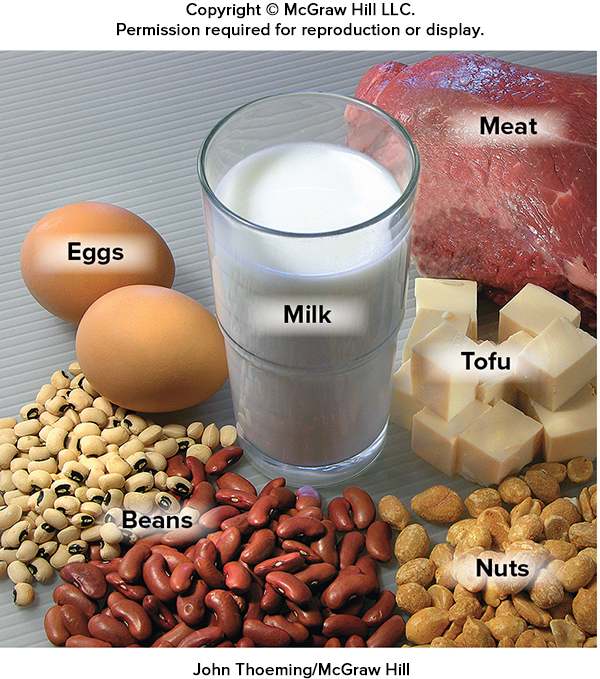 Copyright © McGraw Hill LLC.
Permission required for reproduction or display.
Meat
Eggs
Milk
Tofu
Beans
Nuts
John Thoeming/McGraw Hill